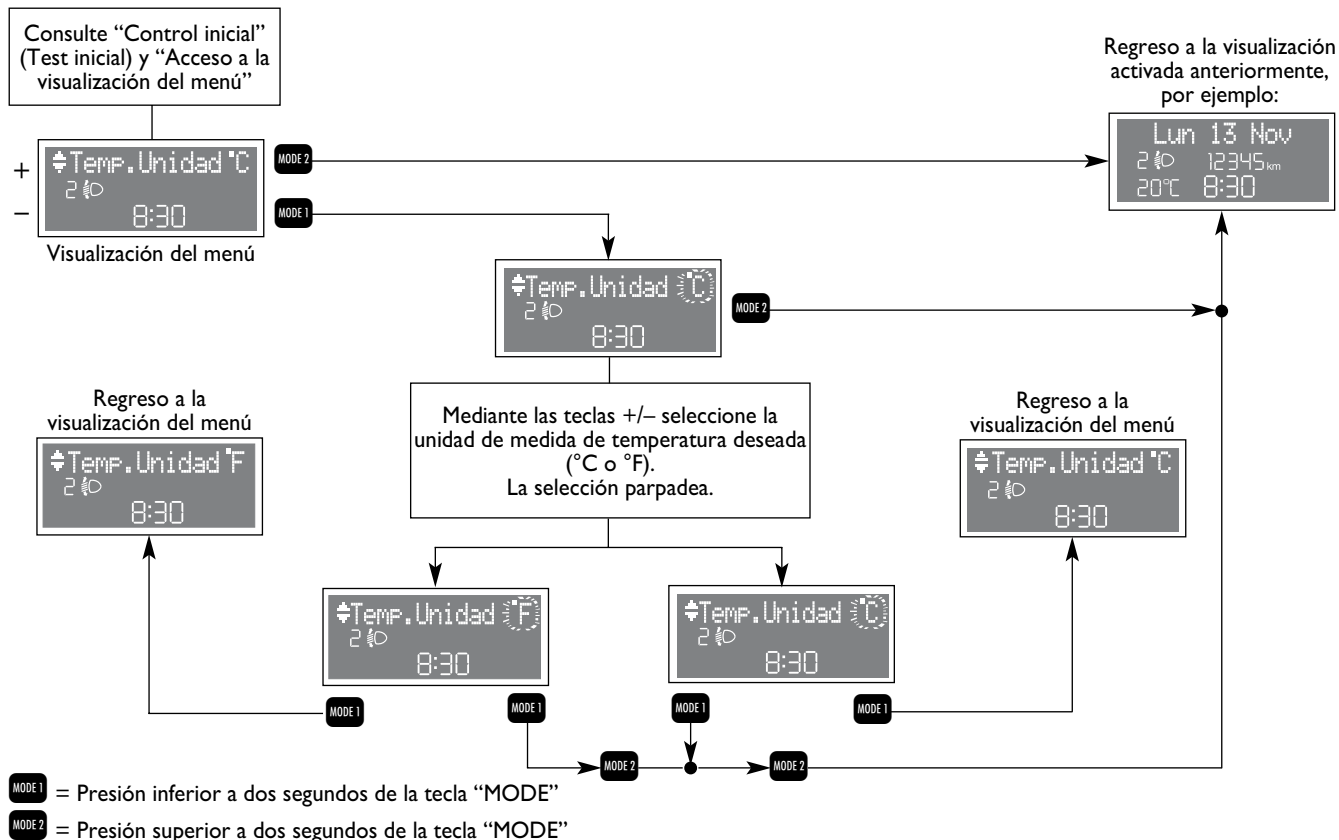 Consulte “Control inicial”
(Test inicial) y “Acceso a la
visualización del menú”
Regreso a la visualización
activada anteriormente,
por ejemplo:
+
–
Temp.Unidad °C
2
8:30
MODE 2
MODE 1
Visualización del menú
Lun 13 Nov
2 12345 km
20°C 8:30
Temp.Unidad °C
2
8:30
MODE 2
Mediante las teclas +/– seleccione la
unidad de medida de temperatura deseada
(°C o °F).
La selección parpadea.
Regreso a la
visualización del menú
Temp.Unidad °F
2
8:30
Regreso a la
visualización del menú
Temp.Unidad °C
2
8:30
Temp.Unidad °F
2
8:30
Temp.Unidad °C
2
8:30
MODE 1
MODE 1
MODE 1
MODE 1
MODE 2
MODE 2
MODE 1 = Presión inferior a dos segundos de la tecla “MODE”
MODE 2 = Presión superior a dos segundos de la tecla “MODE”